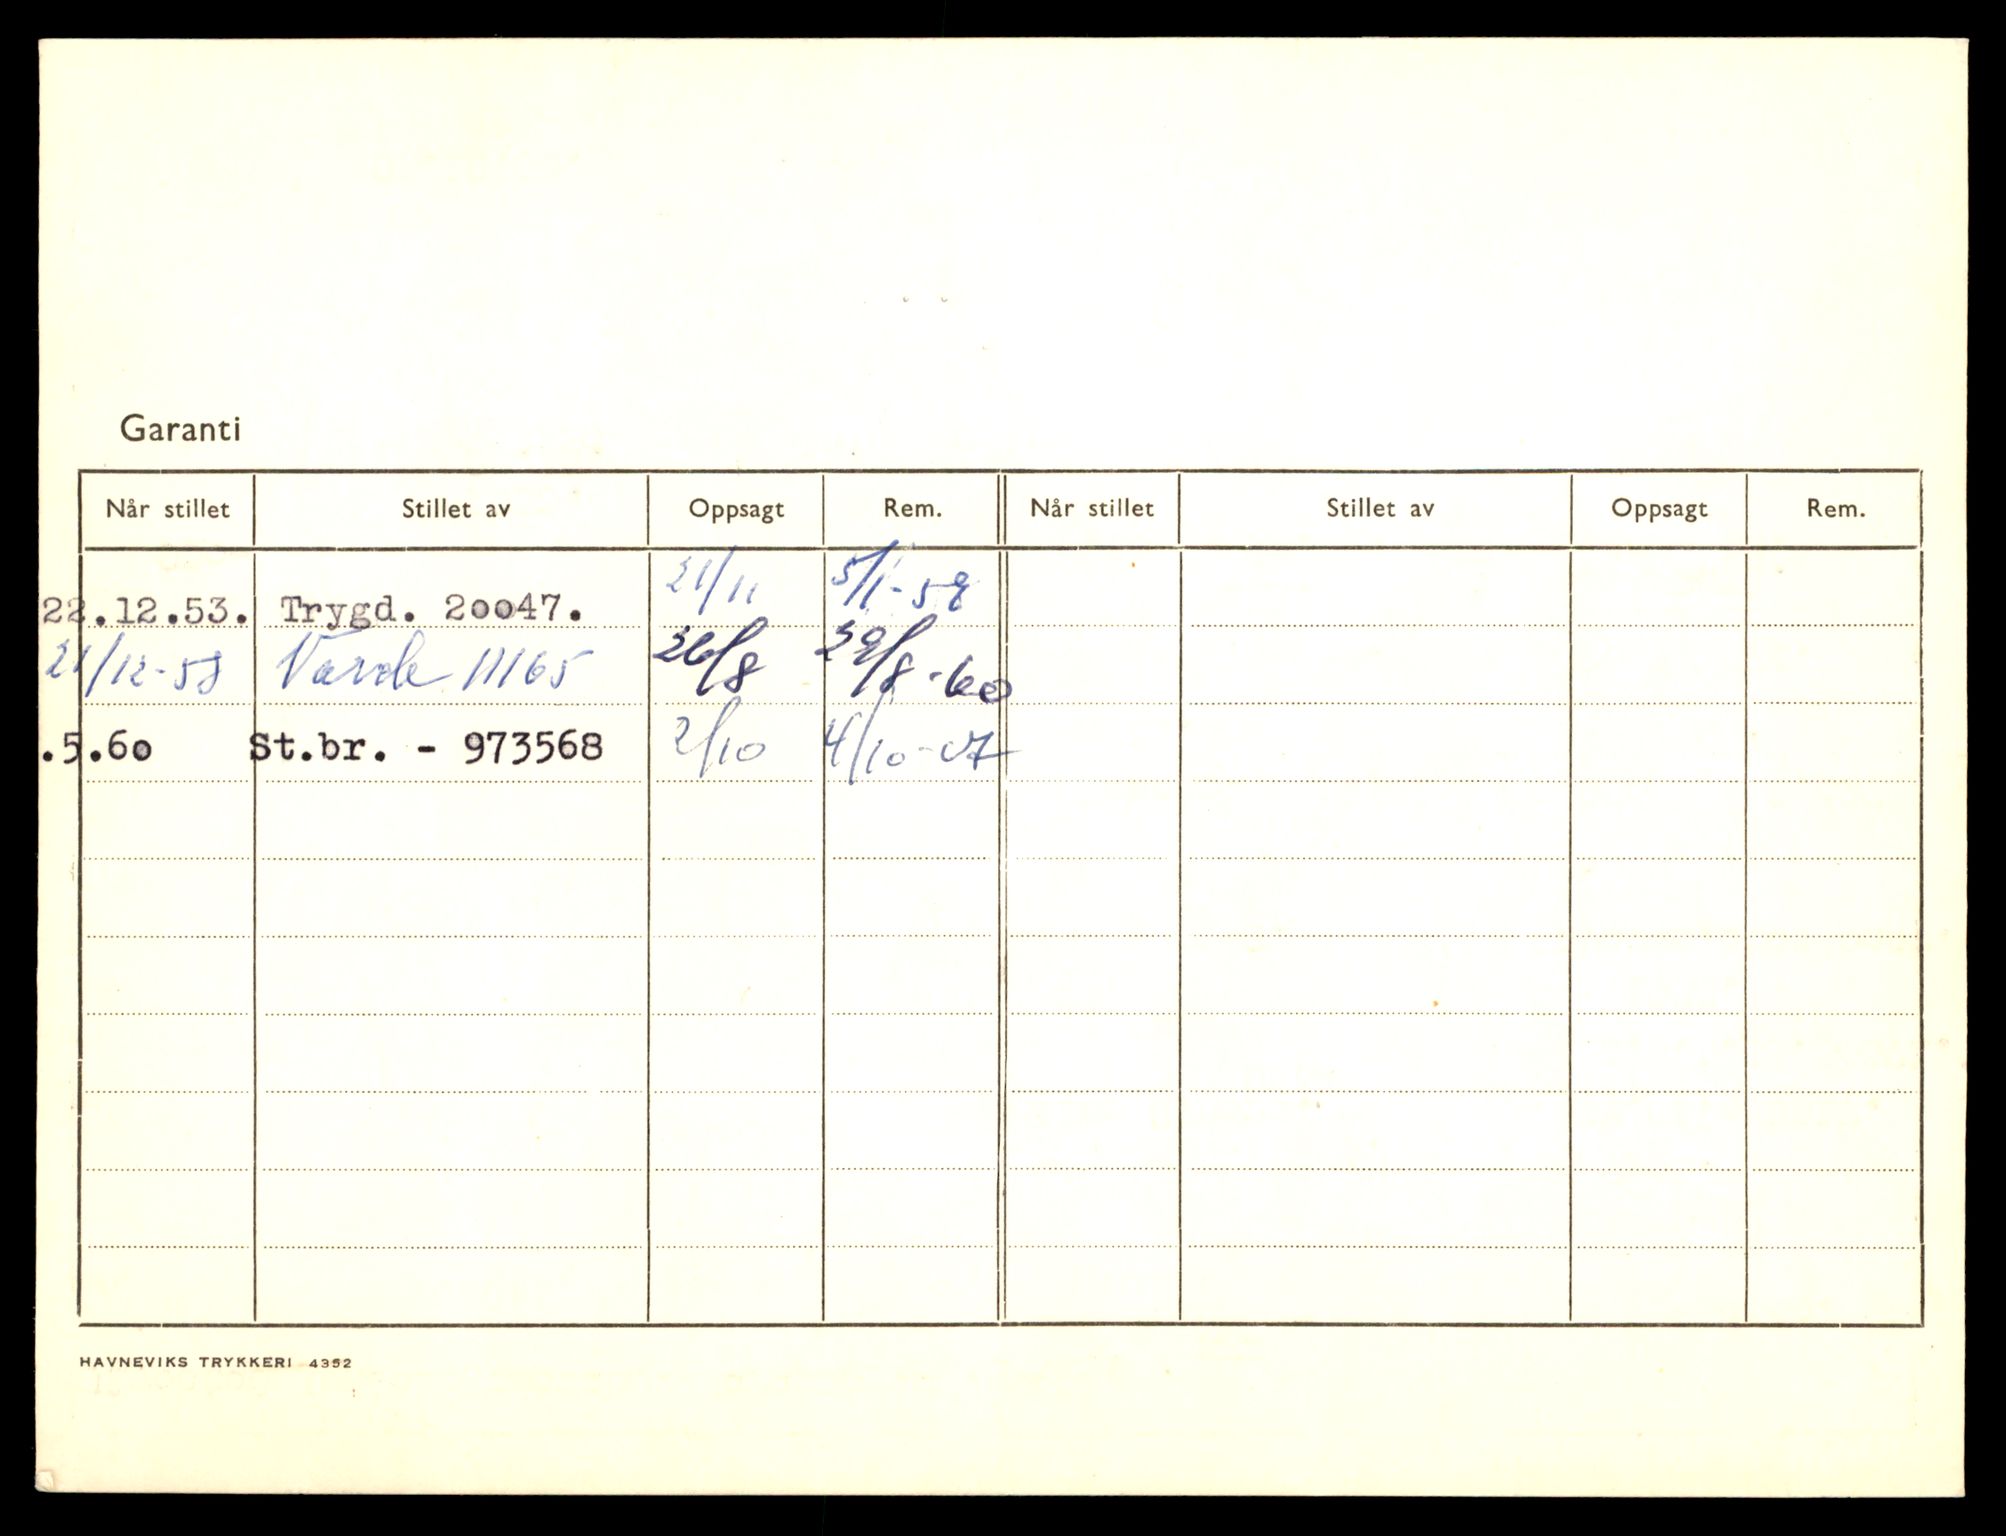 Garanti
Når stillet Stillet av Oppsagt Rem. Når stillet Stillet av Oppsagt Rem.
22.12.53. Trygd. 20047. 21/11 5/1-59
21/12-58 Varde 11165 26/8 29/8-60
.5.60 St.br. - 973568 2/10 4/10-
HAVNEVIKS TRYKKERI 4352